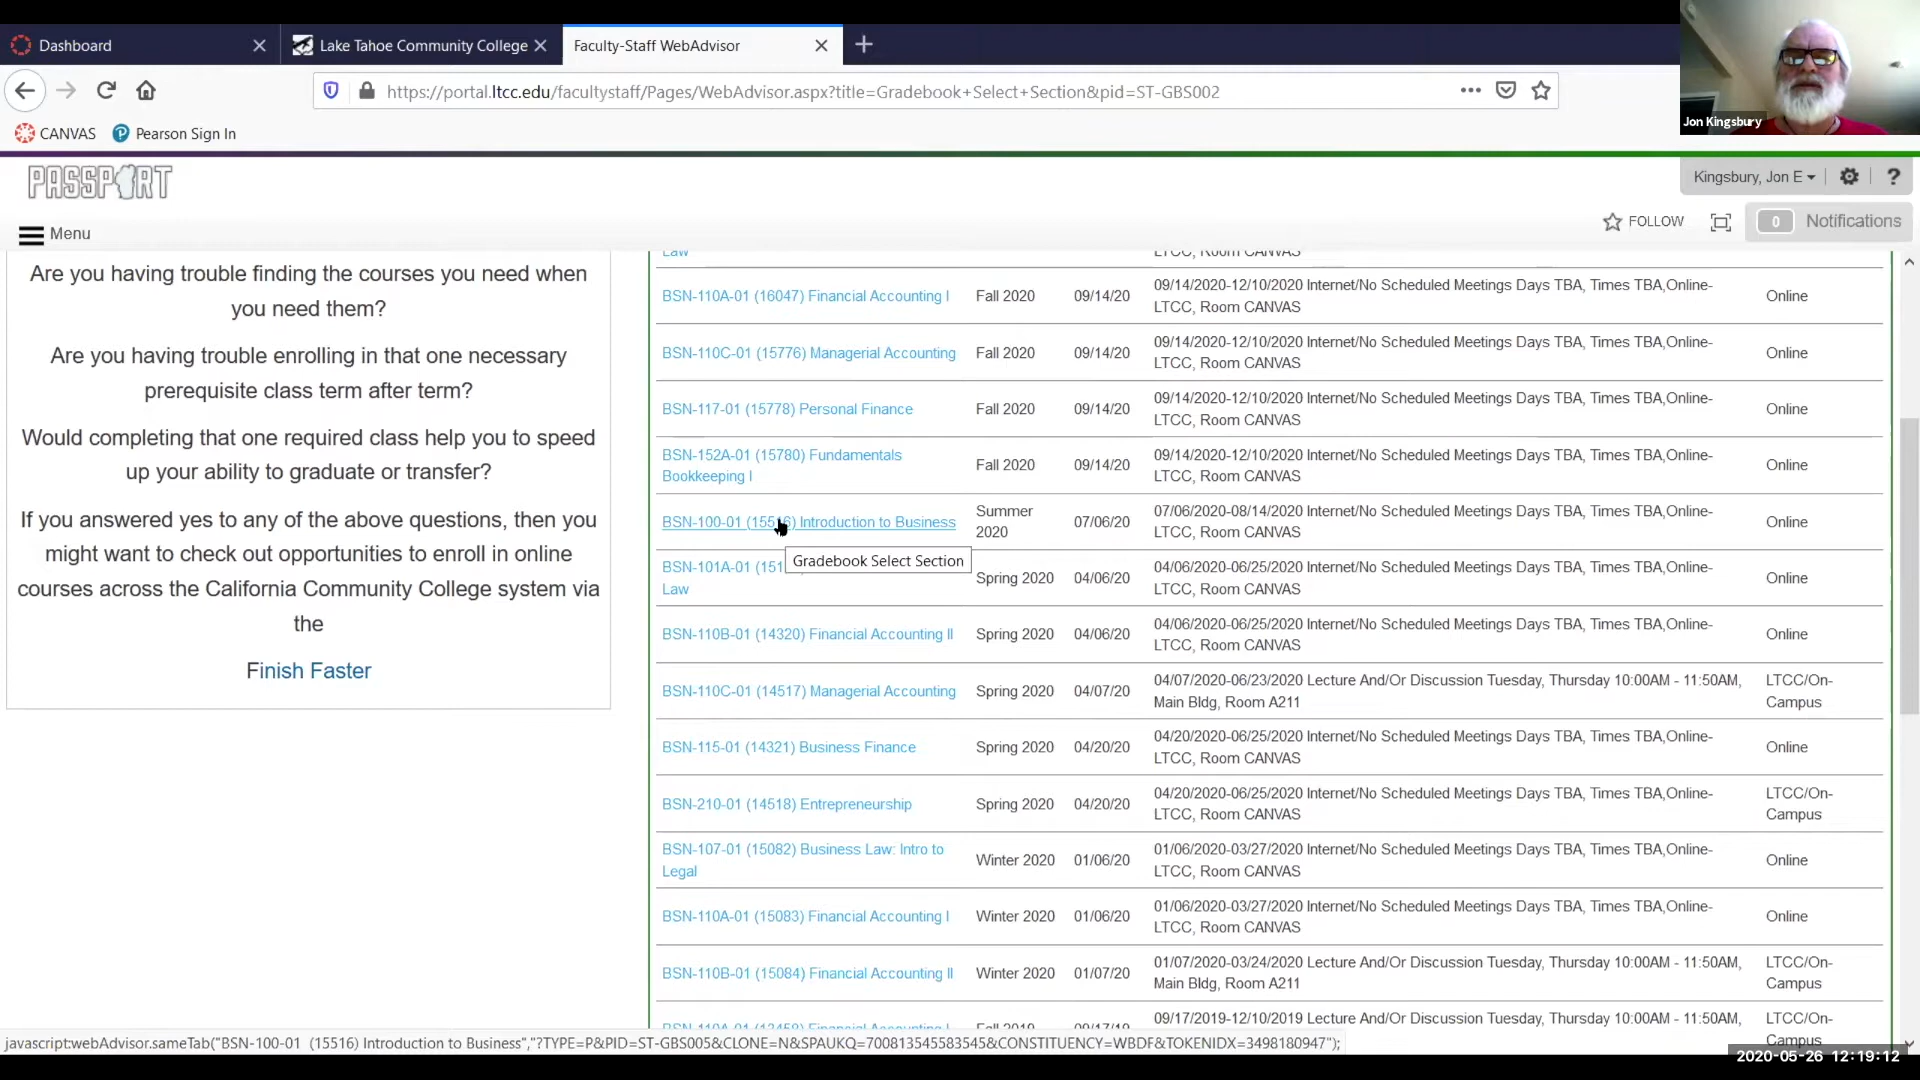 Dashboard
Lake Tahoe Community College
Faculty-Staff WebAdvisor
https://portal.ltcc.edu/facultystaff/Pages/WebAdvisor.aspx?title=Gradebook+Select+Section&pid=ST-GBS002
Jon Kingsbury
CANVAS
Pearson Sign In
PASSPORT
Kingsbury, Jon E
?
Menu
FOLLOW
0
Notifications
Are you having trouble finding the courses you need when
you need them?
Are you having trouble enrolling in that one necessary
prerequisite class term after term?
Would completing that one required class help you to speed
up your ability to graduate or transfer?
If you answered yes to any of the above questions, then you
might want to check out opportunities to enroll in online
courses across the California Community College system via
the
Finish Faster
Law
LTCC, Room CANVAS
BSN-110A-01 (16047) Financial Accounting I
Fall 2020
09/14/20
09/14/2020-12/10/2020 Internet/No Scheduled Meetings Days TBA, Times TBA,Online-
LTCC, Room CANVAS
Online
BSN-110C-01 (15776) Managerial Accounting
Fall 2020
09/14/20
09/14/2020-12/10/2020 Internet/No Scheduled Meetings Days TBA, Times TBA,Online-
LTCC, Room CANVAS
Online
BSN-117-01 (15778) Personal Finance
Fall 2020
09/14/20
09/14/2020-12/10/2020 Internet/No Scheduled Meetings Days TBA, Times TBA,Online-
LTCC, Room CANVAS
Online
BSN-152A-01 (15780) Fundamentals
Bookkeeping I
Fall 2020
09/14/20
09/14/2020-12/10/2020 Internet/No Scheduled Meetings Days TBA, Times TBA,Online-
LTCC, Room CANVAS
Online
BSN-100-01 (15516) Introduction to Business
Summer
2020
07/06/20
07/06/2020-08/14/2020 Internet/No Scheduled Meetings Days TBA, Times TBA,Online-
LTCC, Room CANVAS
Online
Gradebook Select Section
BSN-101A-01
Law
Spring 2020
04/06/20
04/06/2020-06/25/2020 Internet/No Scheduled Meetings Days TBA, Times TBA,Online-
LTCC, Room CANVAS
Online
BSN-110B-01 (14320) Financial Accounting II
Spring 2020
04/06/20
04/06/2020-06/25/2020 Internet/No Scheduled Meetings Days TBA, Times TBA,Online-
LTCC, Room CANVAS
Online
BSN-110C-01 (14517) Managerial Accounting
Spring 2020
04/07/20
04/07/2020-06/23/2020 Lecture And/Or Discussion Tuesday, Thursday 10:00AM - 11:50AM,
Main Bldg, Room A211
LTCC/On-
Campus
BSN-115-01 (14321) Business Finance
Spring 2020
04/20/20
04/20/2020-06/25/2020 Internet/No Scheduled Meetings Days TBA, Times TBA,Online-
LTCC, Room CANVAS
Online
BSN-210-01 (14518) Entrepreneurship
Spring 2020
04/20/20
04/20/2020-06/25/2020 Internet/No Scheduled Meetings Days TBA, Times TBA,Online-
LTCC, Room CANVAS
LTCC/On-
Campus
BSN-107-01 (15082) Business Law: Intro to
Legal
Winter 2020
01/06/20
01/06/2020-03/27/2020 Internet/No Scheduled Meetings Days TBA, Times TBA,Online-
LTCC, Room CANVAS
Online
BSN-110A-01 (15083) Financial Accounting I
Winter 2020
01/06/20
01/06/2020-03/27/2020 Internet/No Scheduled Meetings Days TBA, Times TBA,Online-
LTCC, Room CANVAS
Online
BSN-110B-01 (15084) Financial Accounting II
Winter 2020
01/07/20
01/07/2020-03/24/2020 Lecture And/Or Discussion Tuesday, Thursday 10:00AM - 11:50AM,
Main Bldg, Room A211
LTCC/On-
Campus
BSN-110A-01 (13458) Financial Accounting I
Fall 2019
09/17/19
09/17/2019-12/10/2019 Lecture And/Or Discussion Tuesday, Thursday 10:00AM - 11:50AM,
LTCC/On-
Campus
javascript:webAdvisor.sameTab("BSN-100-01 (15516) Introduction to Business","?TYPE=P&PID=ST-GBS005&CLONE=N&SPAUKQ=700813545583545&CONSTITUENCY=WBDF&TOKENIDX=3498180947");
2020-05-26 12:19:12